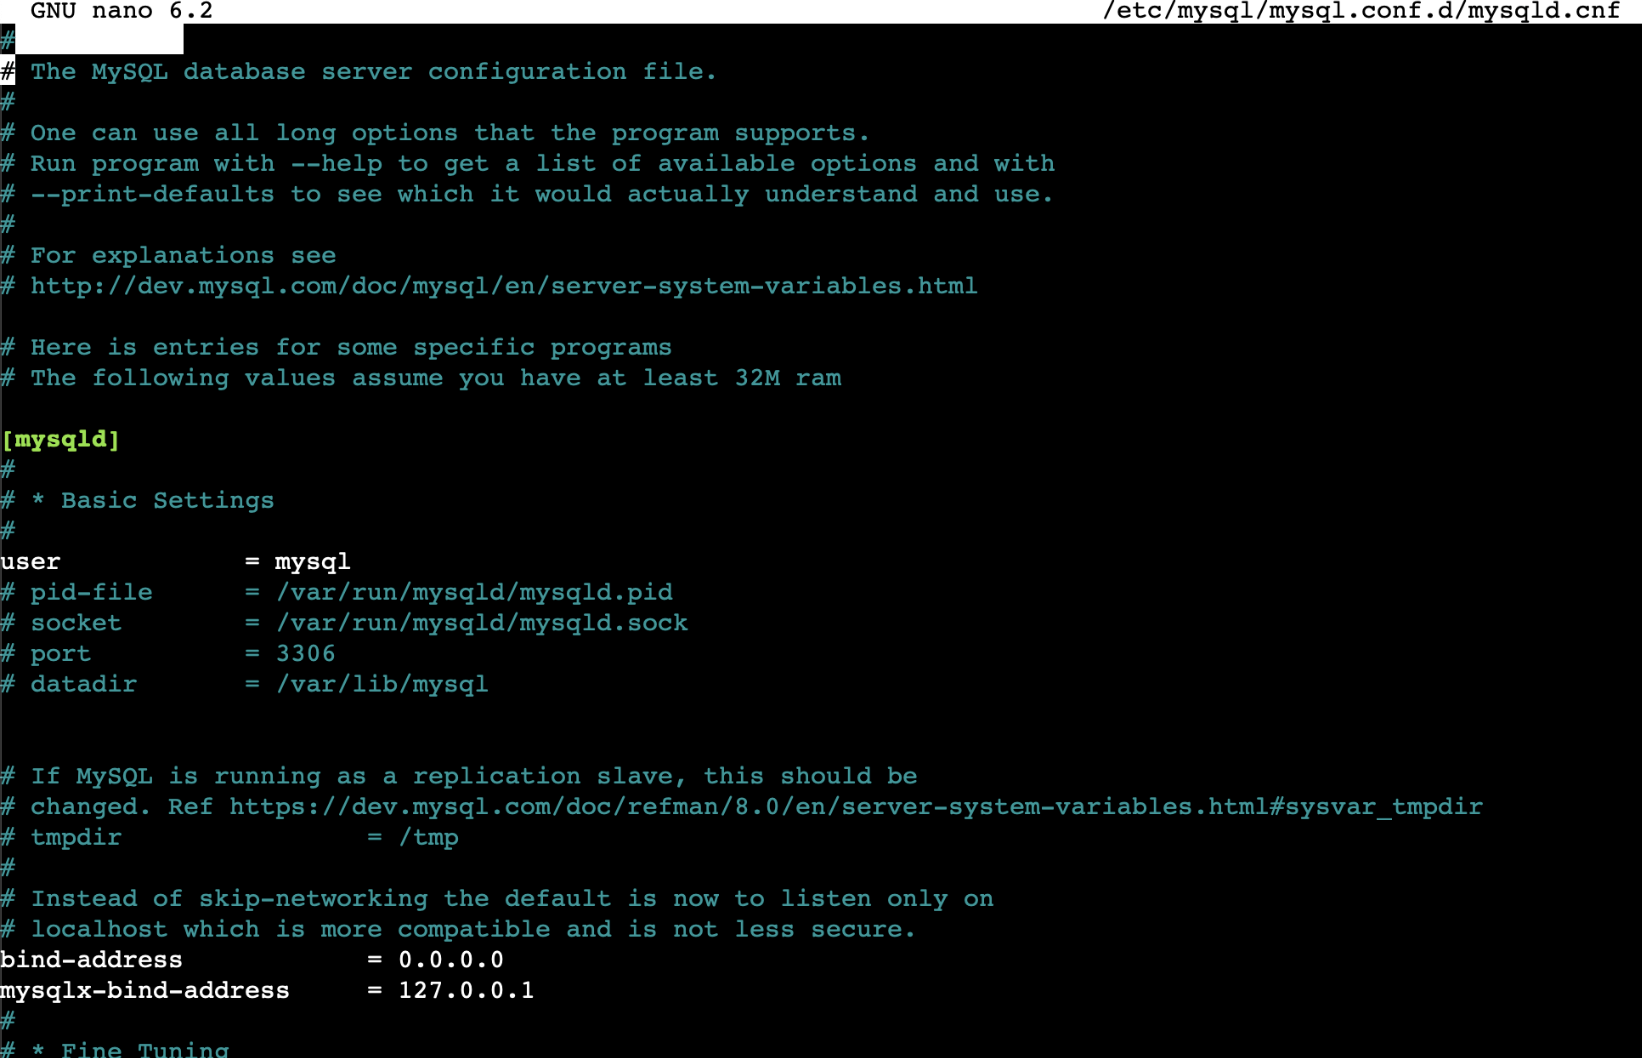 GNU nano 6.2 /etc/mysql/mysql.conf.d/mysqld.cnf
#
# The MySQL database server configuration file.
#
# One can use all long options that the program supports.
# Run program with --help to get a list of available options and with
# --print-defaults to see which it would actually understand and use.
#
# For explanations see
# http://dev.mysql.com/doc/mysql/en/server-system-variables.html
# Here is entries for some specific programs
# The following values assume you have at least 32M ram
[mysqld]
#
# * Basic Settings
#
user = mysql
# pid-file = /var/run/mysqld/mysqld.pid
# socket = /var/run/mysqld/mysqld.sock
# port = 3306
# datadir = /var/lib/mysql
# If MySQL is running as a replication slave, this should be
# changed. Ref https://dev.mysql.com/doc/refman/8.0/en/server-system-variables.html#sysvar_tmpdir
# tmpdir = /tmp
#
# Instead of skip-networking the default is now to listen only on
# localhost which is more compatible and is not less secure.
bind-address = 0.0.0.0
mysqlx-bind-address = 127.0.0.1
#
# * Fine Tuning